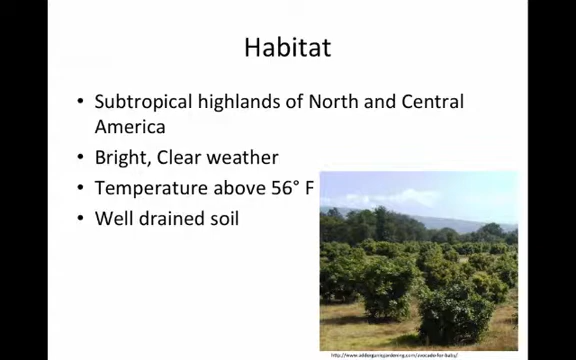 Habitat
• Subtropical highlands of North and Central
America
• Bright, Clear weather
• Temperature above 56° F
• Well drained soil